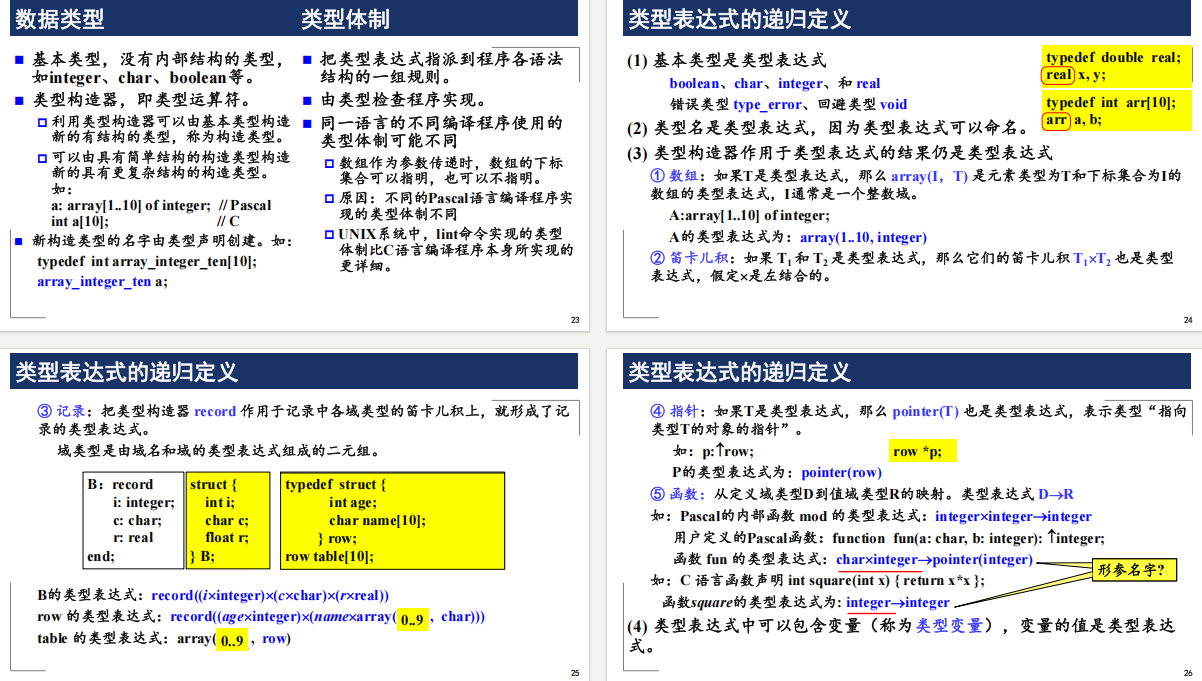 数据类型
类型体制
基本类型，没有内部结构的类型，
如integer、char、boolean等。
类型构造器，即类型运算符。
利用类型构造器可以由基本类型构造
新的有结构的类型，称为构造类型。
可以由具有简单结构的构造类型构造
新的具有更复杂结构的构造类型。
如：
a: array[1..10] of integer; // Pascal
int a[10]; // C
新构造类型的名字由类型声明创建。如：
typedef int array_integer_ten[10];
array_integer_ten a;
把类型表达式指派到程序各语法
结构的一组规则。
由类型检查程序实现。
同一语言的不同编译程序使用的
类型体制可能不同
数组作为参数传递时，数组的下标
集合可以指明，也可以不指明。
原因：不同的Pascal语言编译程序实
现的类型体制不同
UNIX系统中，lint命令实现的类型
体制比C语言编译程序本身所实现的
更详细。
23
类型表达式的递归定义
(1) 基本类型是类型表达式
boolean、char、integer、和 real
错误类型 type_error、回避类型 void
typedef double real;
real x, y;
typedef int arr[10];
arr a, b;
(2) 类型名是类型表达式，因为类型表达式可以命名。
(3) 类型构造器作用于类型表达式的结果仍是类型表达式
① 数组：如果T是类型表达式，那么 array(I，T) 是元素类型为T和下标集合为I的
数组的类型表达式，I通常是一个整数域。
A:array[1..10] of integer;
A的类型表达式为：array(1..10, integer)
② 笛卡儿积：如果 T1 和 T2 是类型表达式，那么它们的笛卡儿积 T1×T2 也是类型
表达式，假定×是左结合的。
24
类型表达式的递归定义
③ 记录：把类型构造器 record 作用于记录中各域类型的笛卡儿积上，就形成了记
录的类型表达式。
域类型是由域名和域的类型表达式组成的二元组。
B：record
i: integer;
c: char;
r: real
end;
struct {
int i;
char c;
float r;
} B;
typedef struct {
int age;
char name[10];
} row;
row table[10];
B的类型表达式：record((i×integer)×(c×char)×(r×real))
row 的类型表达式：record((age×integer)×(name×array(0..9，char)))
table 的类型表达式：array(0..9，row)
25
类型表达式的递归定义
④ 指针：如果T是类型表达式，那么 pointer(T) 也是类型表达式，表示类型“指向
类型T的对象的指针”。
如：p:↑row; row *p;
P的类型表达式为：pointer(row)
⑤ 函数：从定义域类型D到值域类型R的映射。类型表达式 D→R
如：Pascal的内部函数 mod 的类型表达式：integer×integer→integer
用户定义的Pascal函数：function fun(a: char, b: integer): ↑integer;
函数 fun 的类型表达式：char×integer→pointer(integer)
形参名字？
如：C 语言函数声明 int square(int x) { return x*x };
函数square的类型表达式为: integer→integer
(4) 类型表达式中可以包含变量（称为类型变量），变量的值是类型表达
式。
26